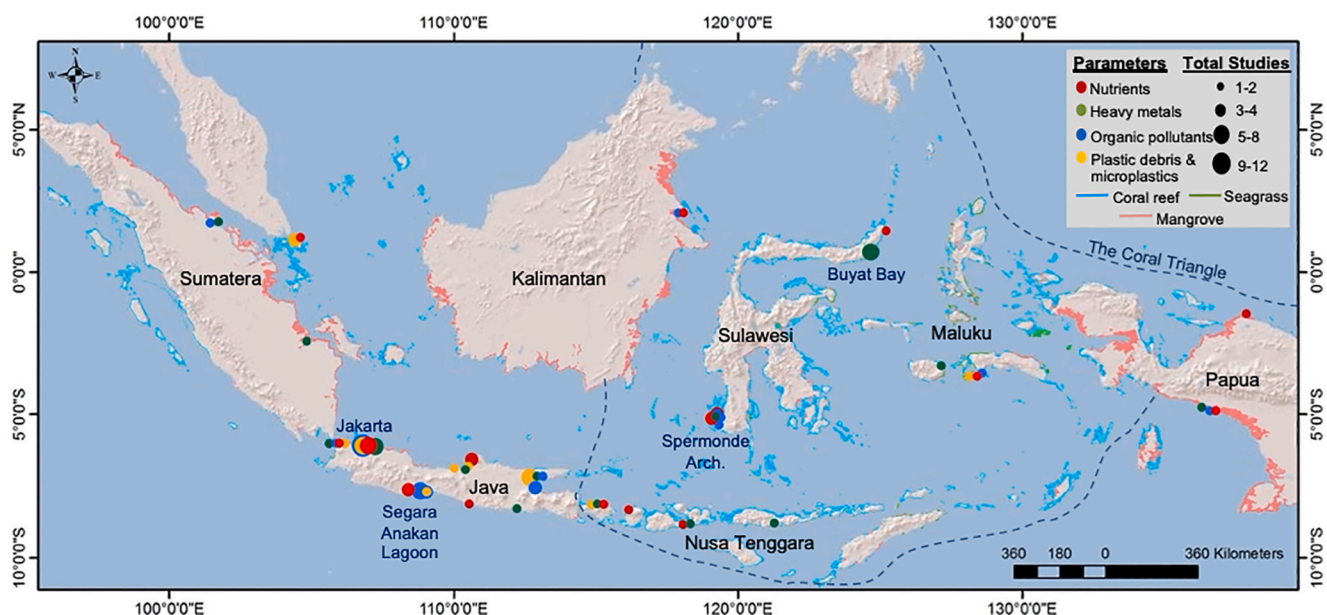 100°0'0"E 110°0'0"E 120°0'0"E 130°0'0"E
N
W E
S
Parameters Total Studies
Nutrients 1-2
Heavy metals 3-4
Organic pollutants 5-8
Plastic debris & 9-12
microplastics
Coral reef Seagrass
Mangrove
5°0'0"N 5°0'0"N
The Coral Triangle
Sumatera Kalimantan Buyat Bay
0°0'0" 0°0'0"
Sulawesi Maluku
Papua
5°0'0"S 5°0'0"S
Jakarta
Spermonde
Arch.
Java
Segara
Anakan
Lagoon
Nusa Tenggara
360 180 0 360 Kilometers
10°0'0"S 10°0'0"S
100°0'0"E 110°0'0"E 120°0'0"E 130°0'0"E